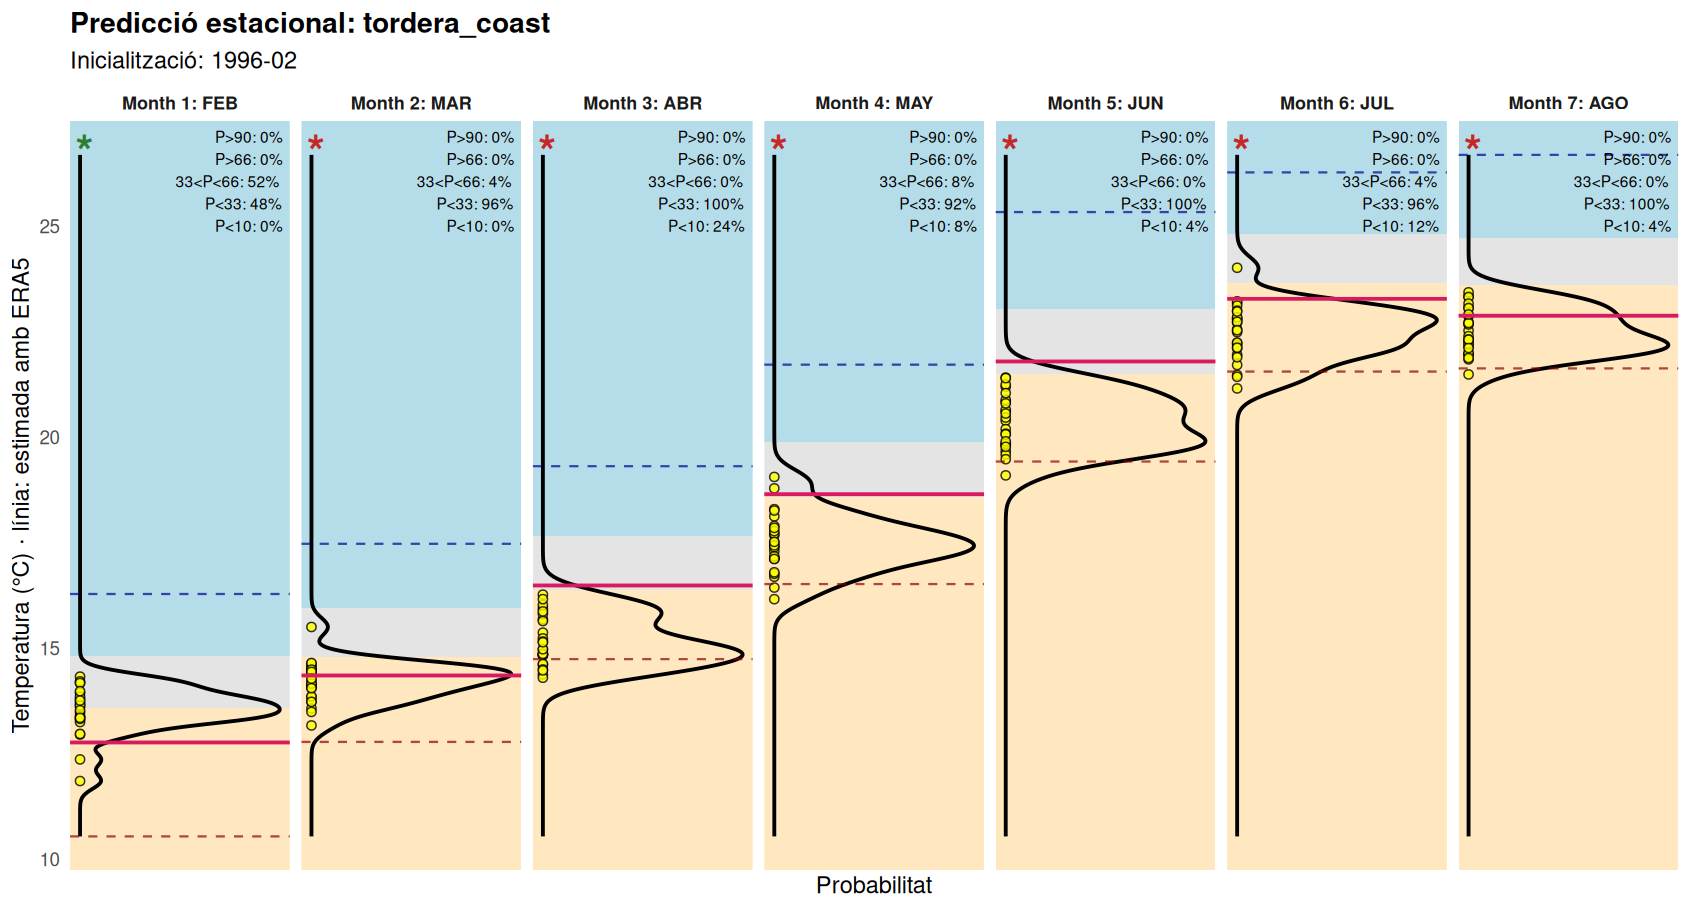 Predicció estacional: tordera_coast
Inicialització: 1996-02
Month 1: FEB
Month 2: MAR
Month 3: ABR
Month 4: MAY
Month 5: JUN
Month 6: JUL
Month 7: AGO
*
P>90: 0%
P>66: 0%
33<P<66: 52%
P<33: 48%
P<10: 0%
*
P>90: 0%
P>66: 0%
33<P<66: 4%
P<33: 96%
P<10: 0%
*
P>90: 0%
P>66: 0%
33<P<66: 0%
P<33: 100%
P<10: 24%
*
P>90: 0%
P>66: 0%
33<P<66: 8%
P<33: 92%
P<10: 8%
*
P>90: 0%
P>66: 0%
33<P<66: 0%
P<33: 100%
P<10: 4%
*
P>90: 0%
P>66: 0%
33<P<66: 4%
P<33: 96%
P<10: 12%
*
P>90: 0%
P>66: 0%
33<P<66: 0%
P<33: 100%
P<10: 4%
25
20
15
10
Temperatura (°C) · línia: estimada amb ERA5
Probabilitat